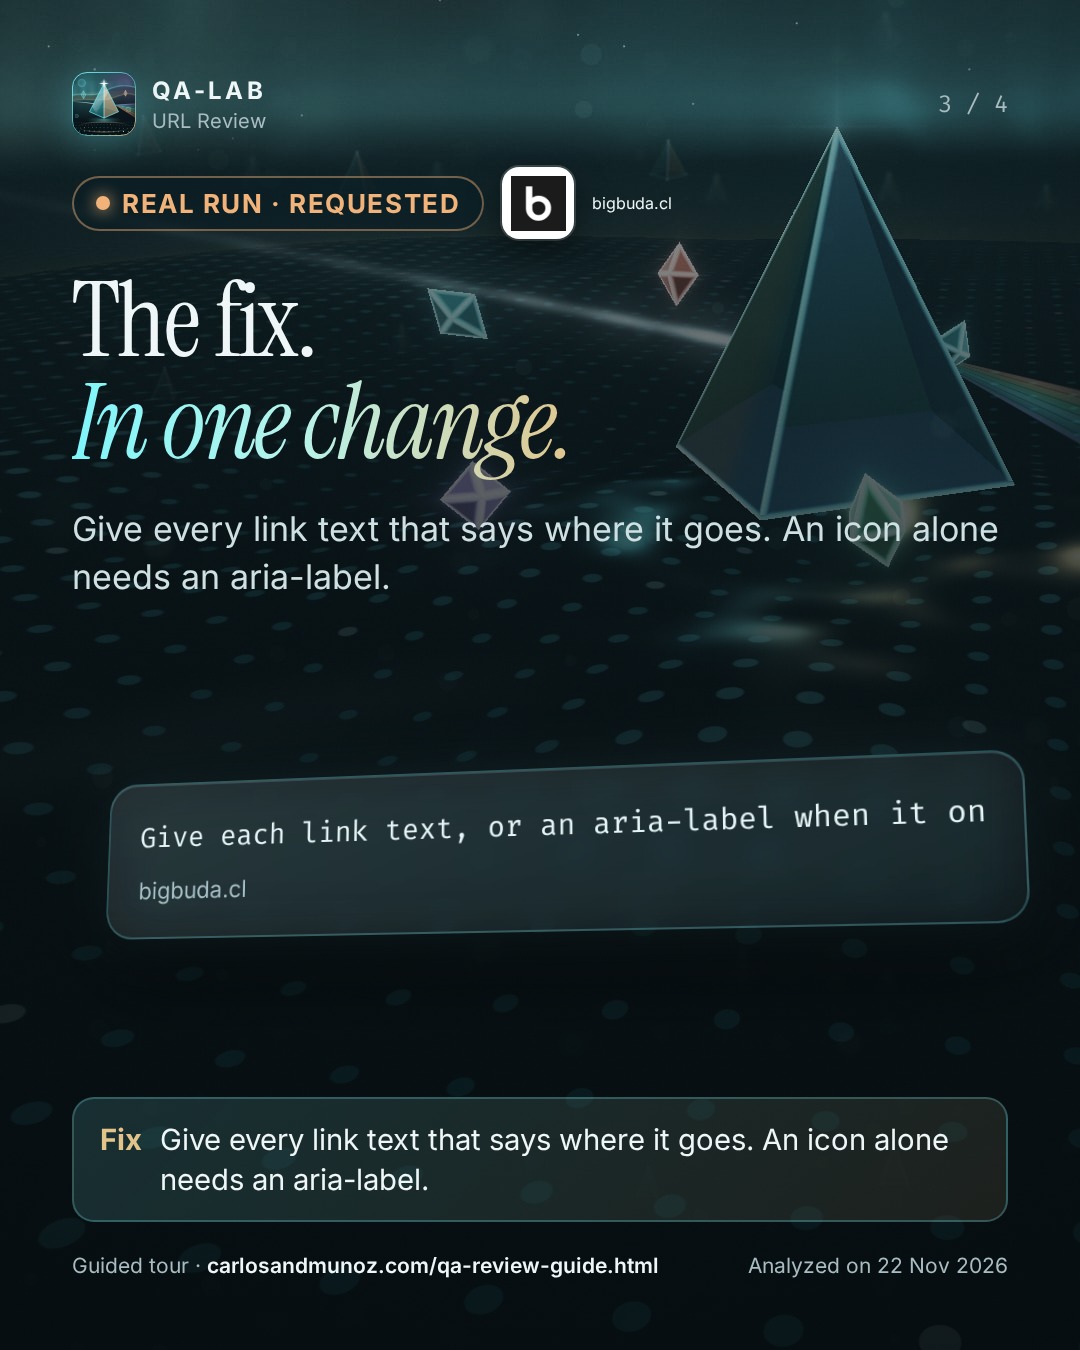 QA-LAB
URL Review
3 / 4
REAL RUN · REQUESTED
b
bigbuda.cl
The fix.
In one change.
Give every link text that says where it goes. An icon alone
needs an aria-label.
Give each link text, or an aria-label when it on
bigbuda.cl
Fix Give every link text that says where it goes. An icon alone
needs an aria-label.
Guided tour · carlosandmunoz.com/qa-review-guide.html
Analyzed on 22 Nov 2026